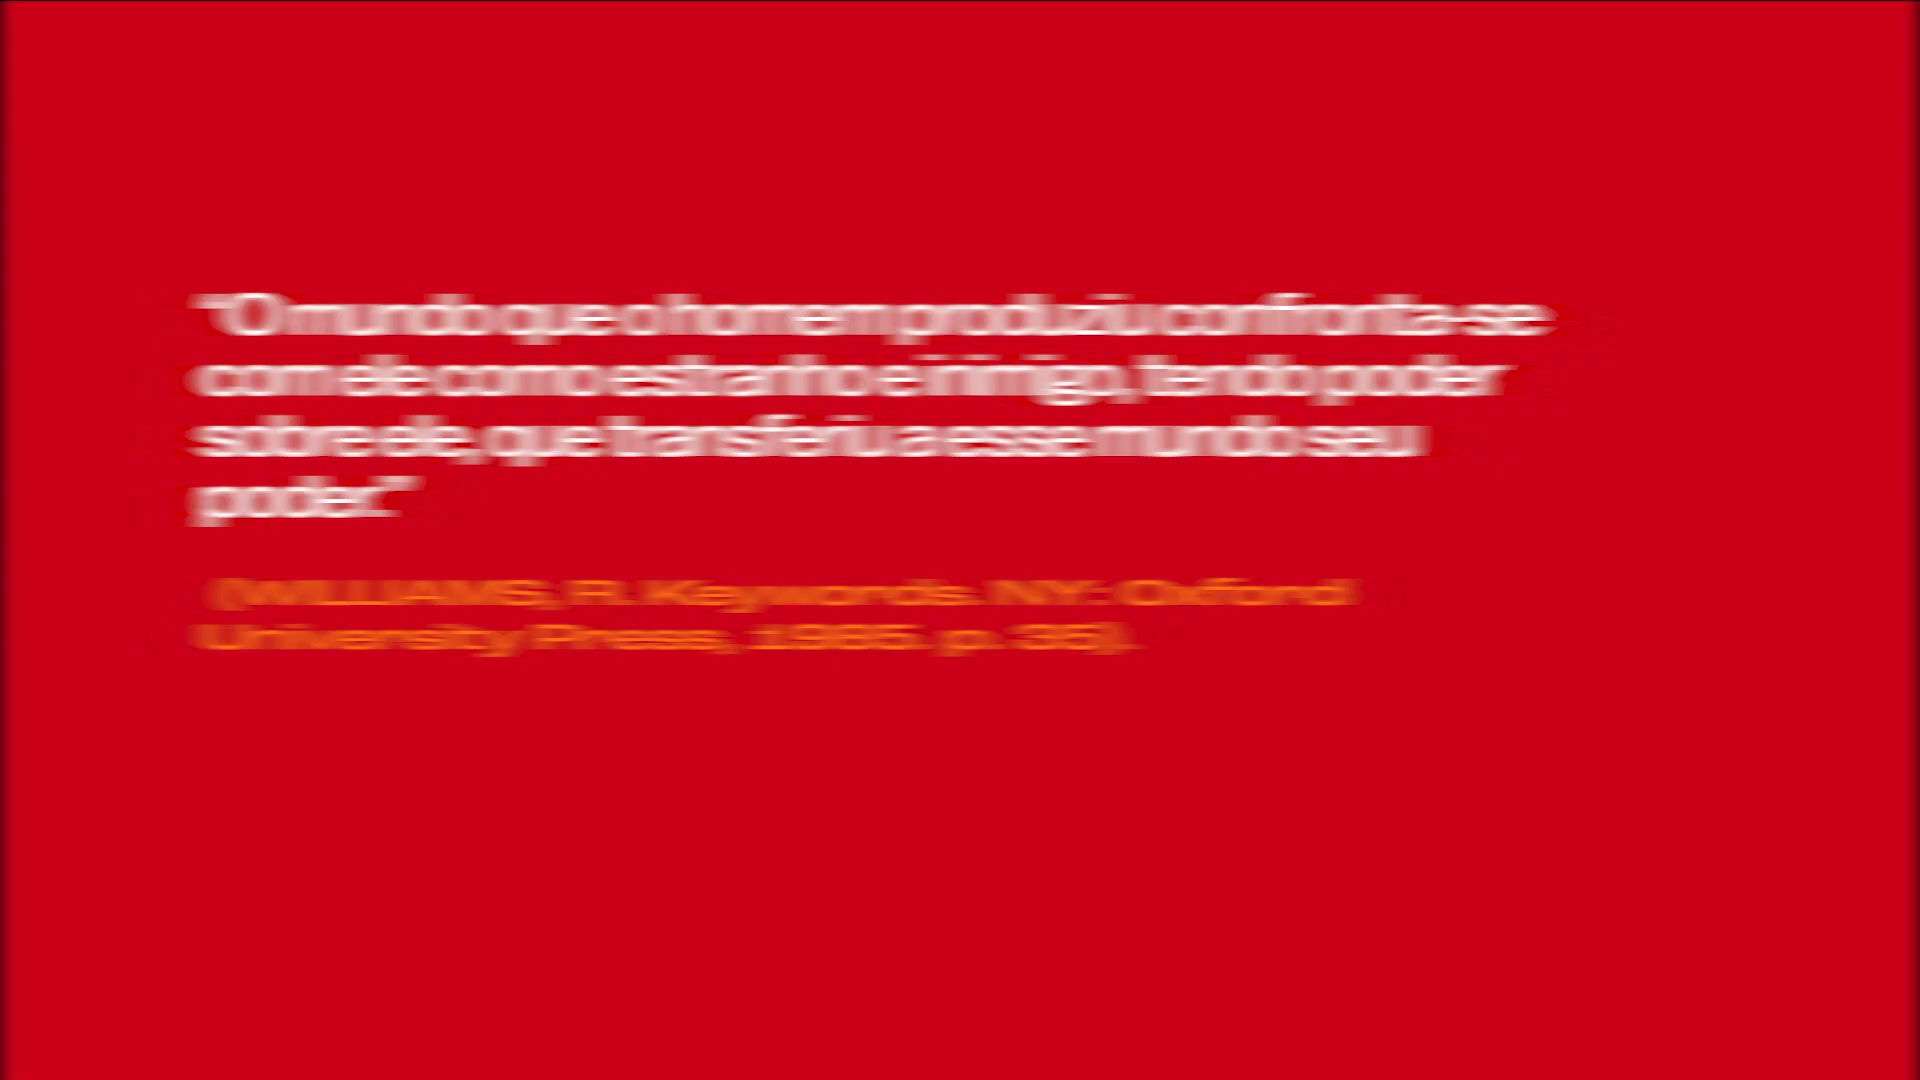 "O mundo que o homem produziu confronta-se
com ele como estranho e inimigo, tendo poder
sobre ele, que transferiu a esse mundo seu
poder."
(WILLIAMS, R. Keywords. NY: Oxford
University Press, 1985. p. 35).